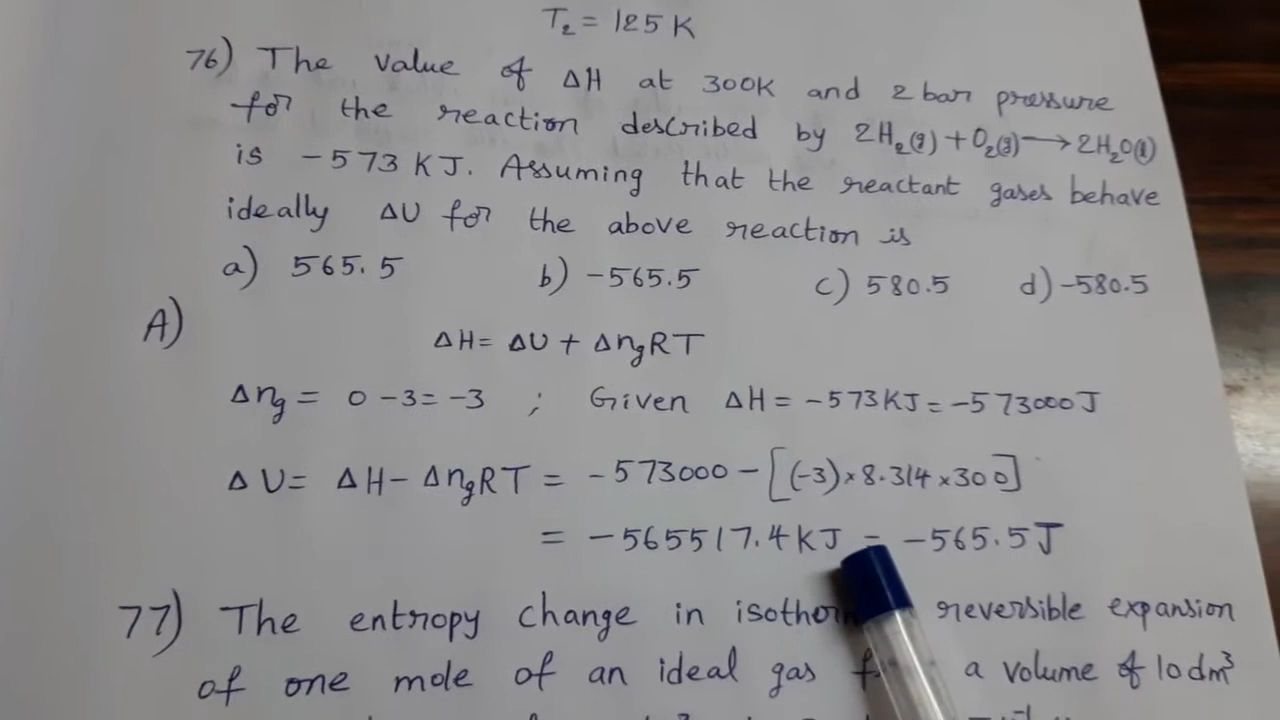 T₂ = 125 K
76) The value of ΔH at 300K and 2 bar pressure
for the reaction described by 2H₂(g) + O₂(g) → 2H₂O(l)
is -573 KJ. Assuming that the reactant gases behave
ideally ΔU for the above reaction is
a) 565.5 b) -565.5 c) 580.5 d) -580.5
A)
ΔH = ΔU + ΔngRT
Δng = 0 - 3 = -3 ; Given ΔH = -573KJ = -573000J
ΔU = ΔH - ΔngRT = -573000 - [(-3) × 8.314 × 300]
= -565517.4 KJ = -565.5 J
77) The entropy change in reversible expansion
of one mole of an ideal gas a volume of 10 dm³